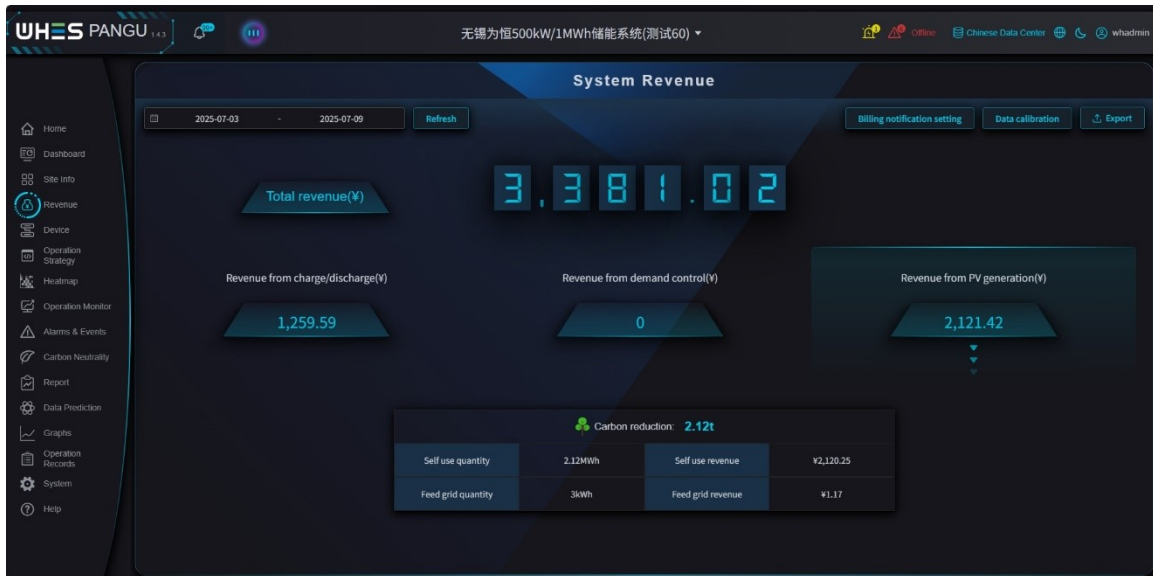 WHES PANGU 1.4.3
99+
无锡为恒500kW/1MWh储能系统(测试60)
Offline
Chinese Data Center
whadmin
System Revenue
2025-07-03 - 2025-07-09
Refresh
Billing notification setting
Data calibration
Export
Home
Dashboard
Site Info
Revenue
Device
Operation
Strategy
Heatmap
Operation Monitor
Alarms & Events
Carbon Neutrality
Report
Data Prediction
Graphs
Operation
Records
System
Help
Total revenue(¥)
3,381.02
Revenue from charge/discharge(¥)
1,259.59
Revenue from demand control(¥)
0
Revenue from PV generation(¥)
2,121.42
Carbon reduction: 2.12t
Self use quantity 2.12MWh Self use revenue ¥2,120.25
Feed grid quantity 3kWh Feed grid revenue ¥1.17